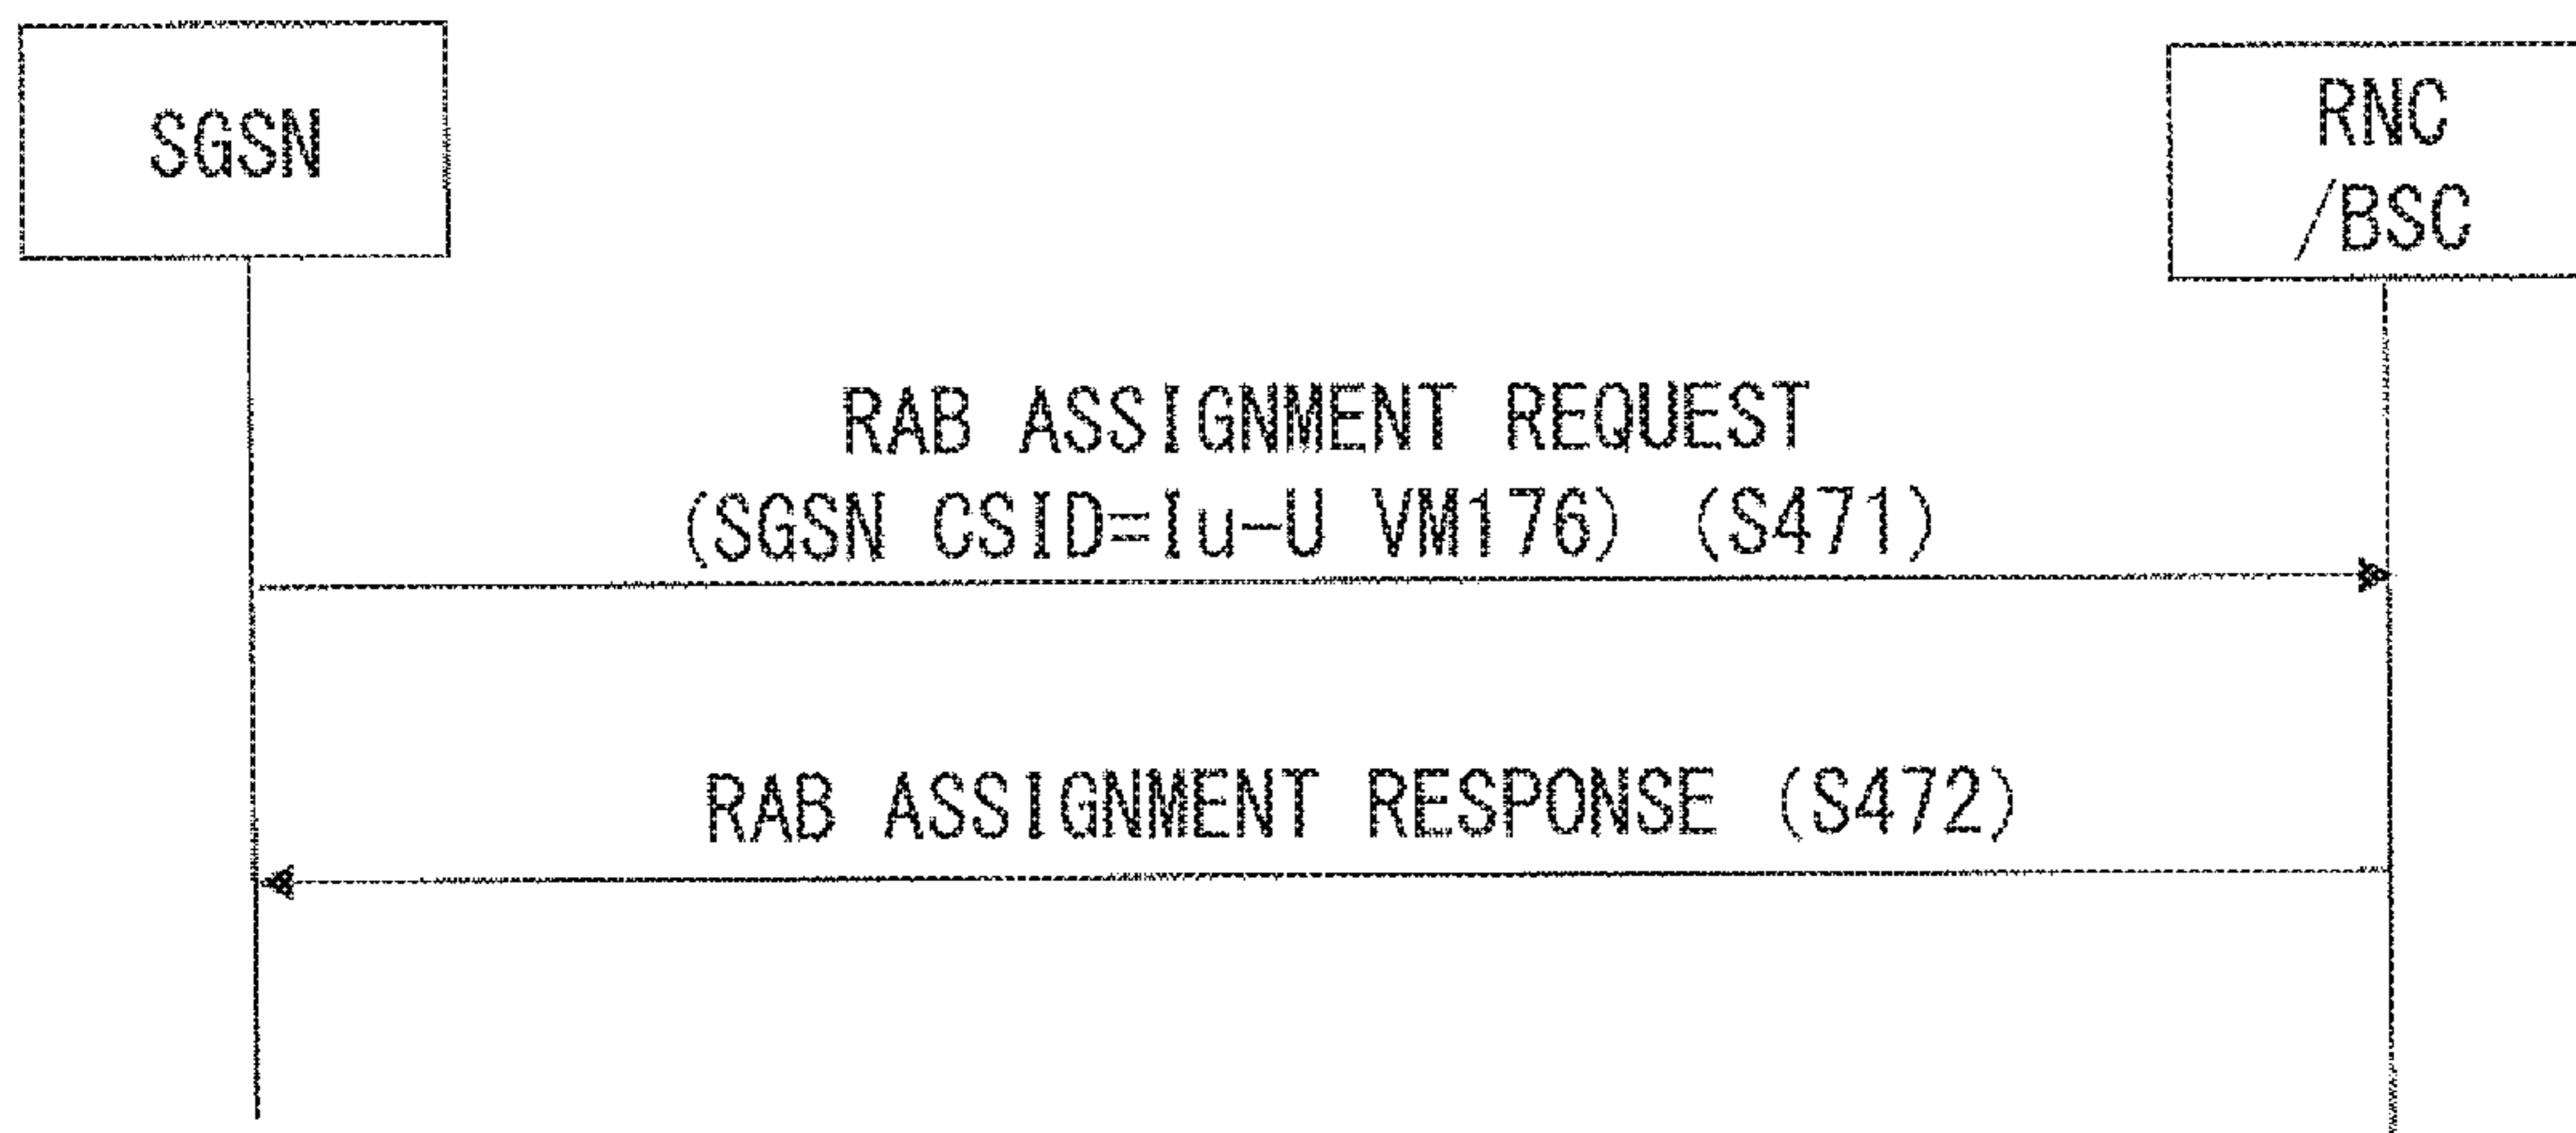 SGSN
RNC
/BSC
RAB ASSIGNMENT REQUEST
(SGSN CSID=Iu-U VM176) (S471)
RAB ASSIGNMENT RESPONSE (S472)